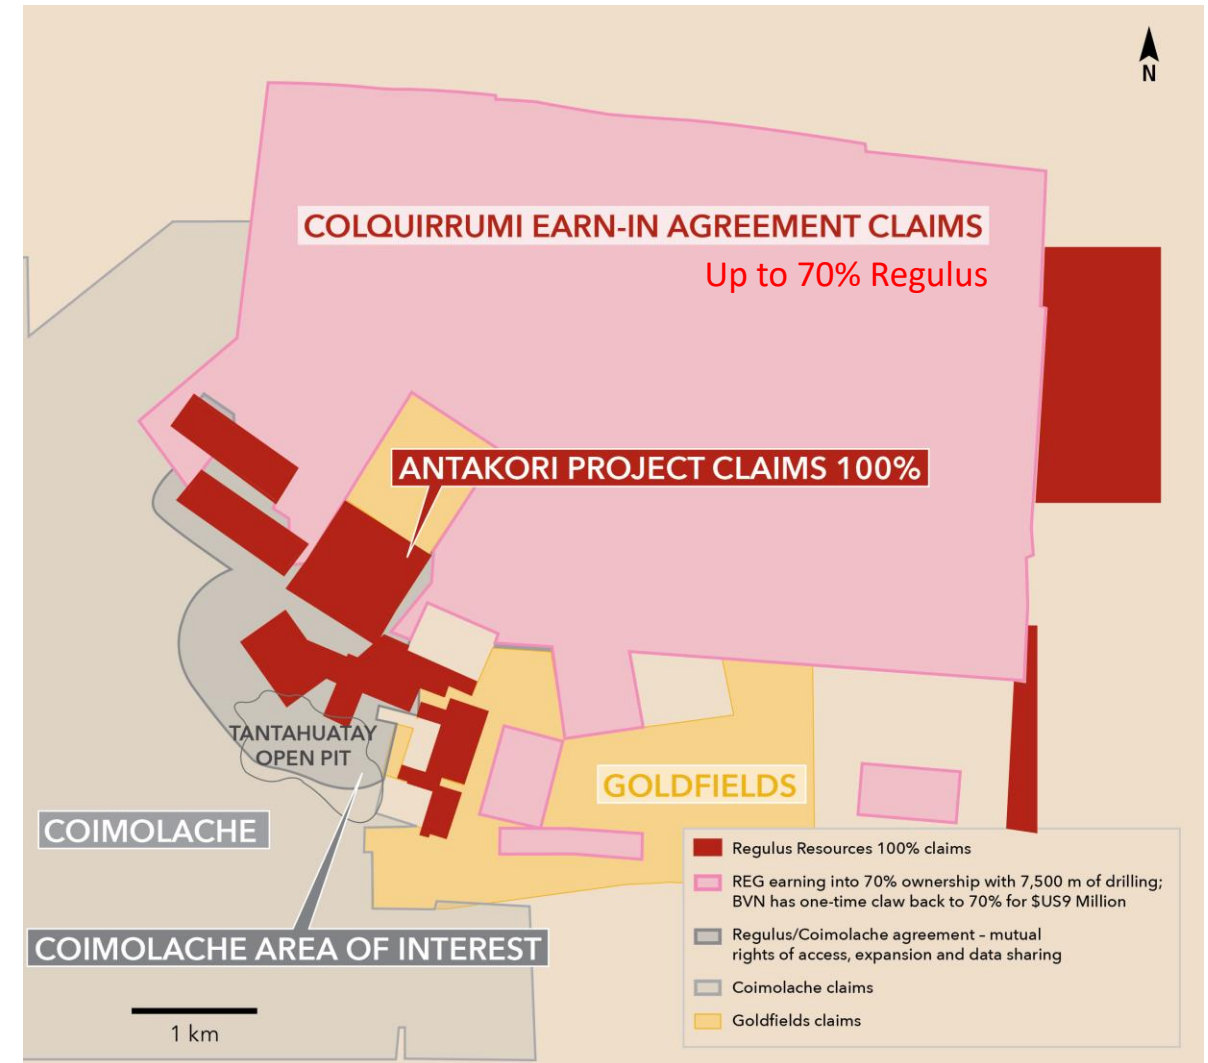 N
COLQUIRRUMI EARN-IN AGREEMENT CLAIMS
Up to 70% Regulus
ANTAKORI PROJECT CLAIMS 100%
TANTAHUATAY
OPEN PIT
GOLDFIELDS
COIMOLACHE
COIMOLACHE AREA OF INTEREST
1 km
Regulus Resources 100% claims
REG earning into 70% ownership with 7,500 m of drilling;
BVN has one-time claw back to 70% for $US9 Million
Regulus/Coimolache agreement – mutual
rights of access, expansion and data sharing
Coimolache claims
Goldfields claims